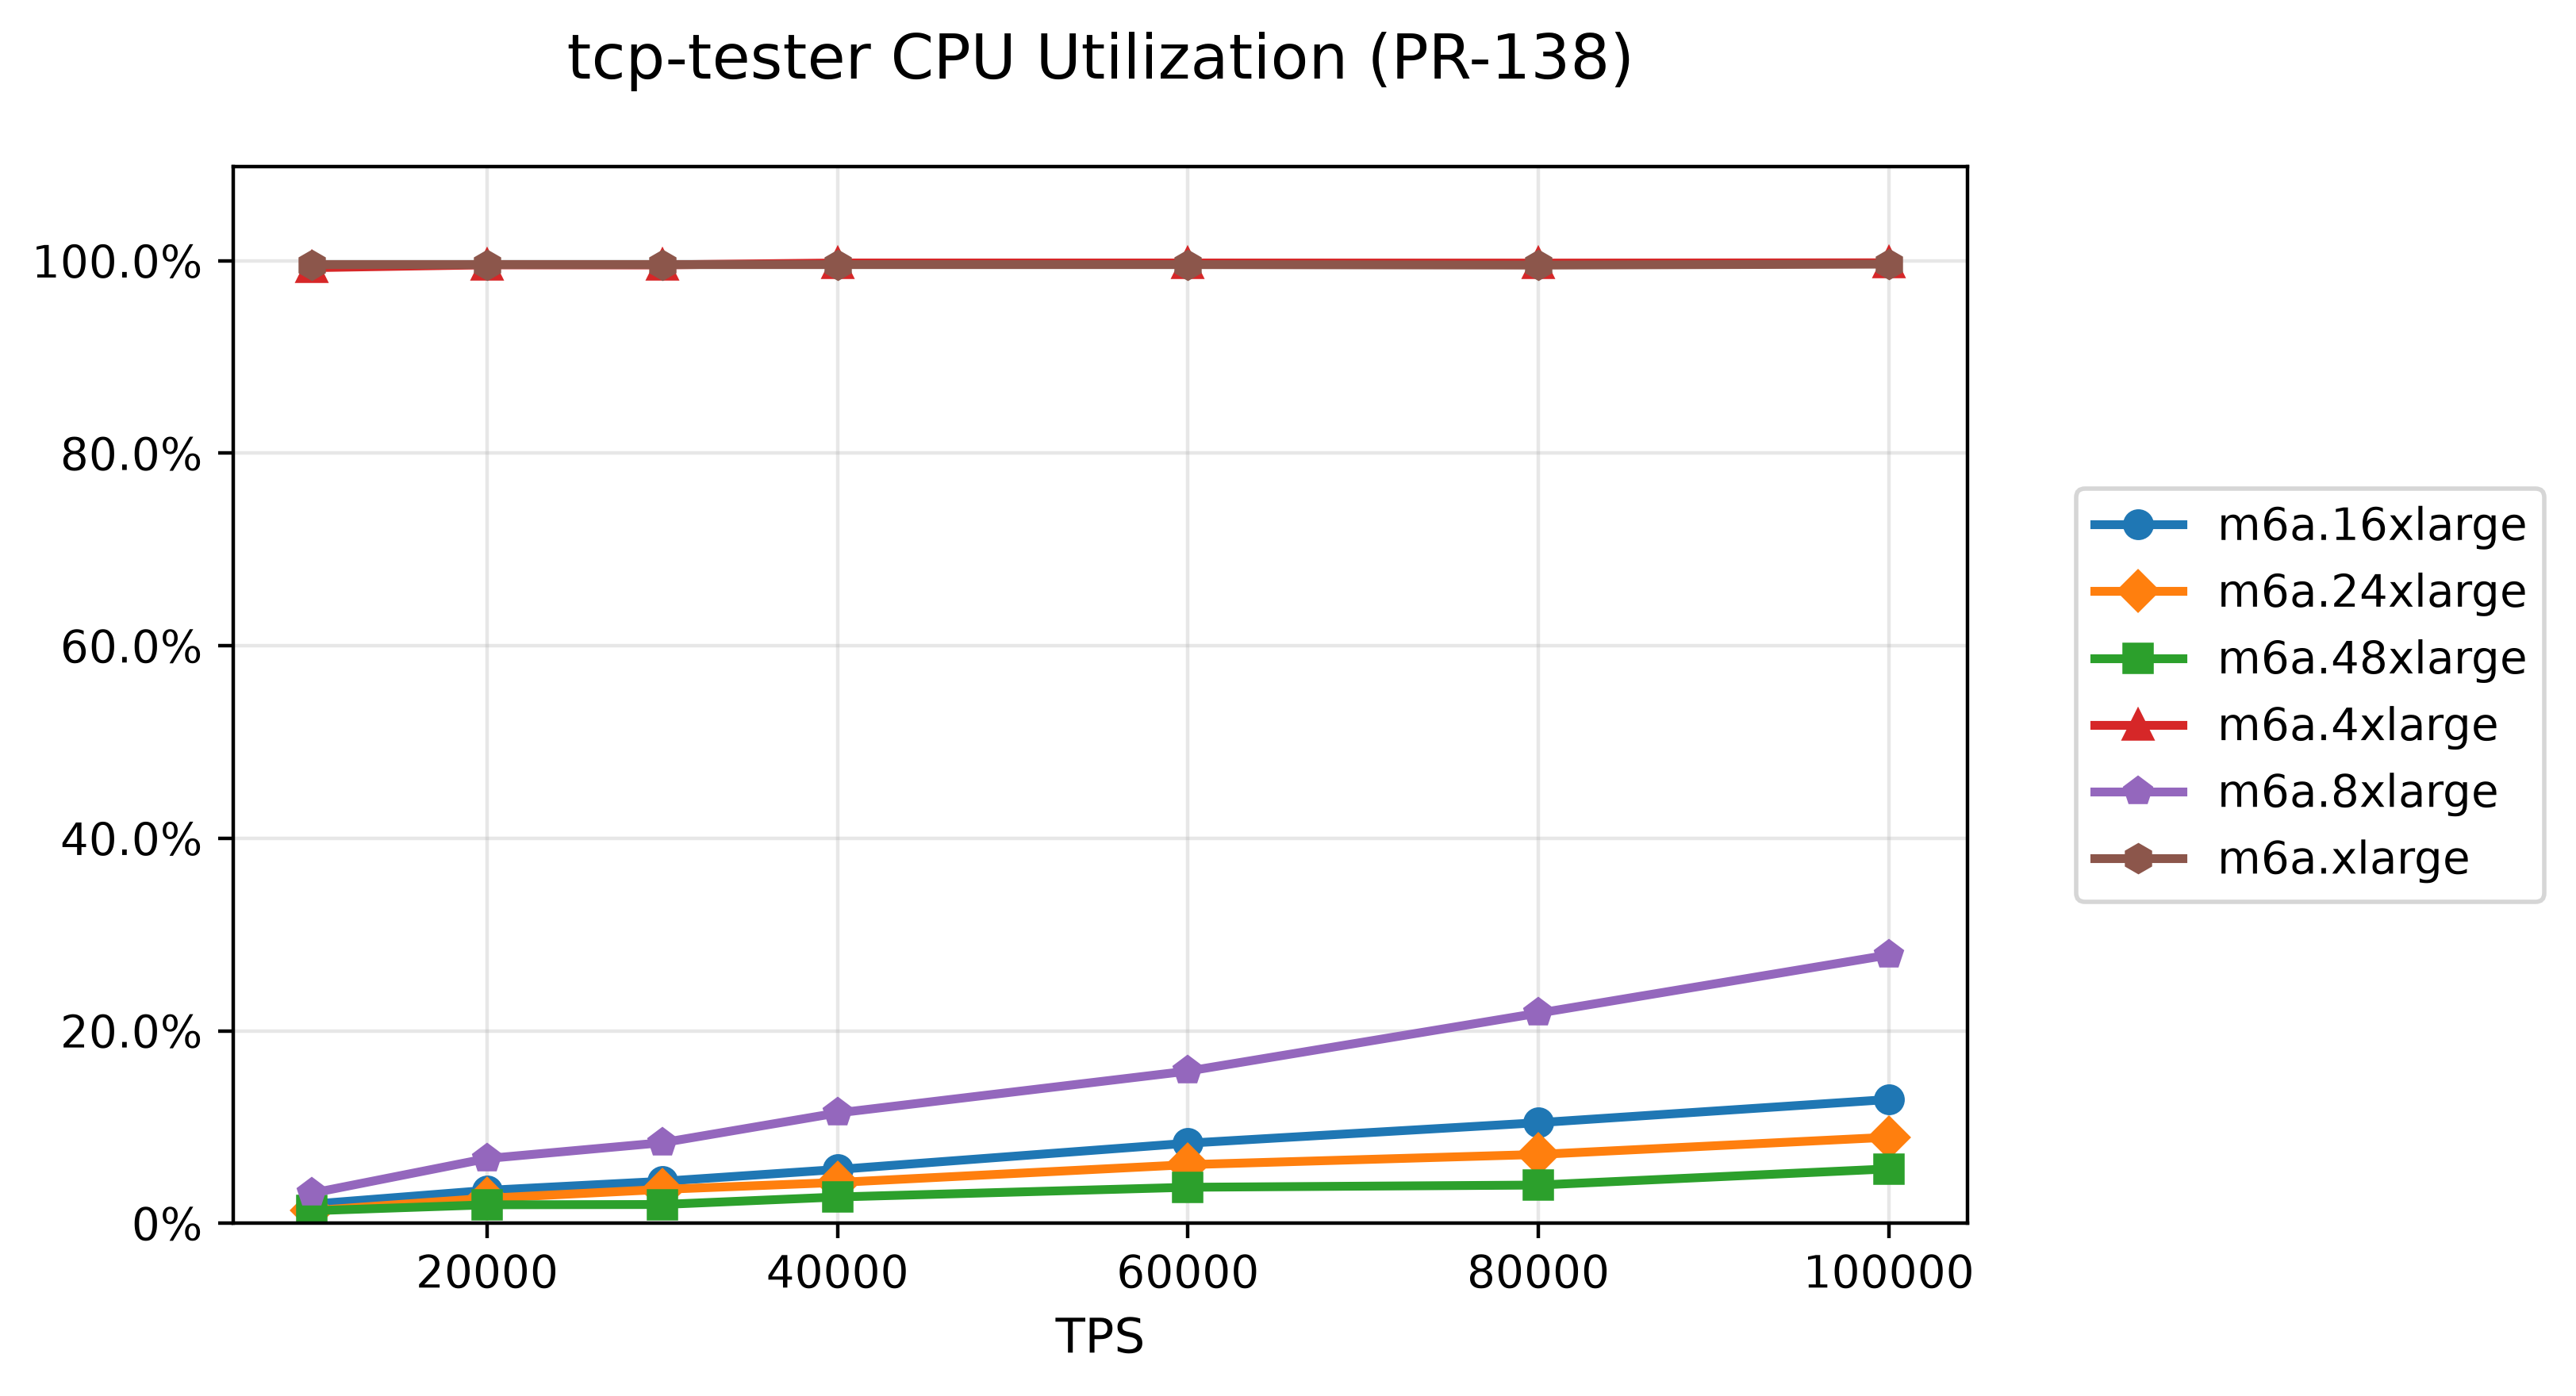 tcp-tester CPU Utilization (PR-138)
100.0%
80.0%
60.0%
40.0%
20.0%
0%
20000 40000 60000 80000 100000
TPS
m6a.16xlarge
m6a.24xlarge
m6a.48xlarge
m6a.4xlarge
m6a.8xlarge
m6a.xlarge